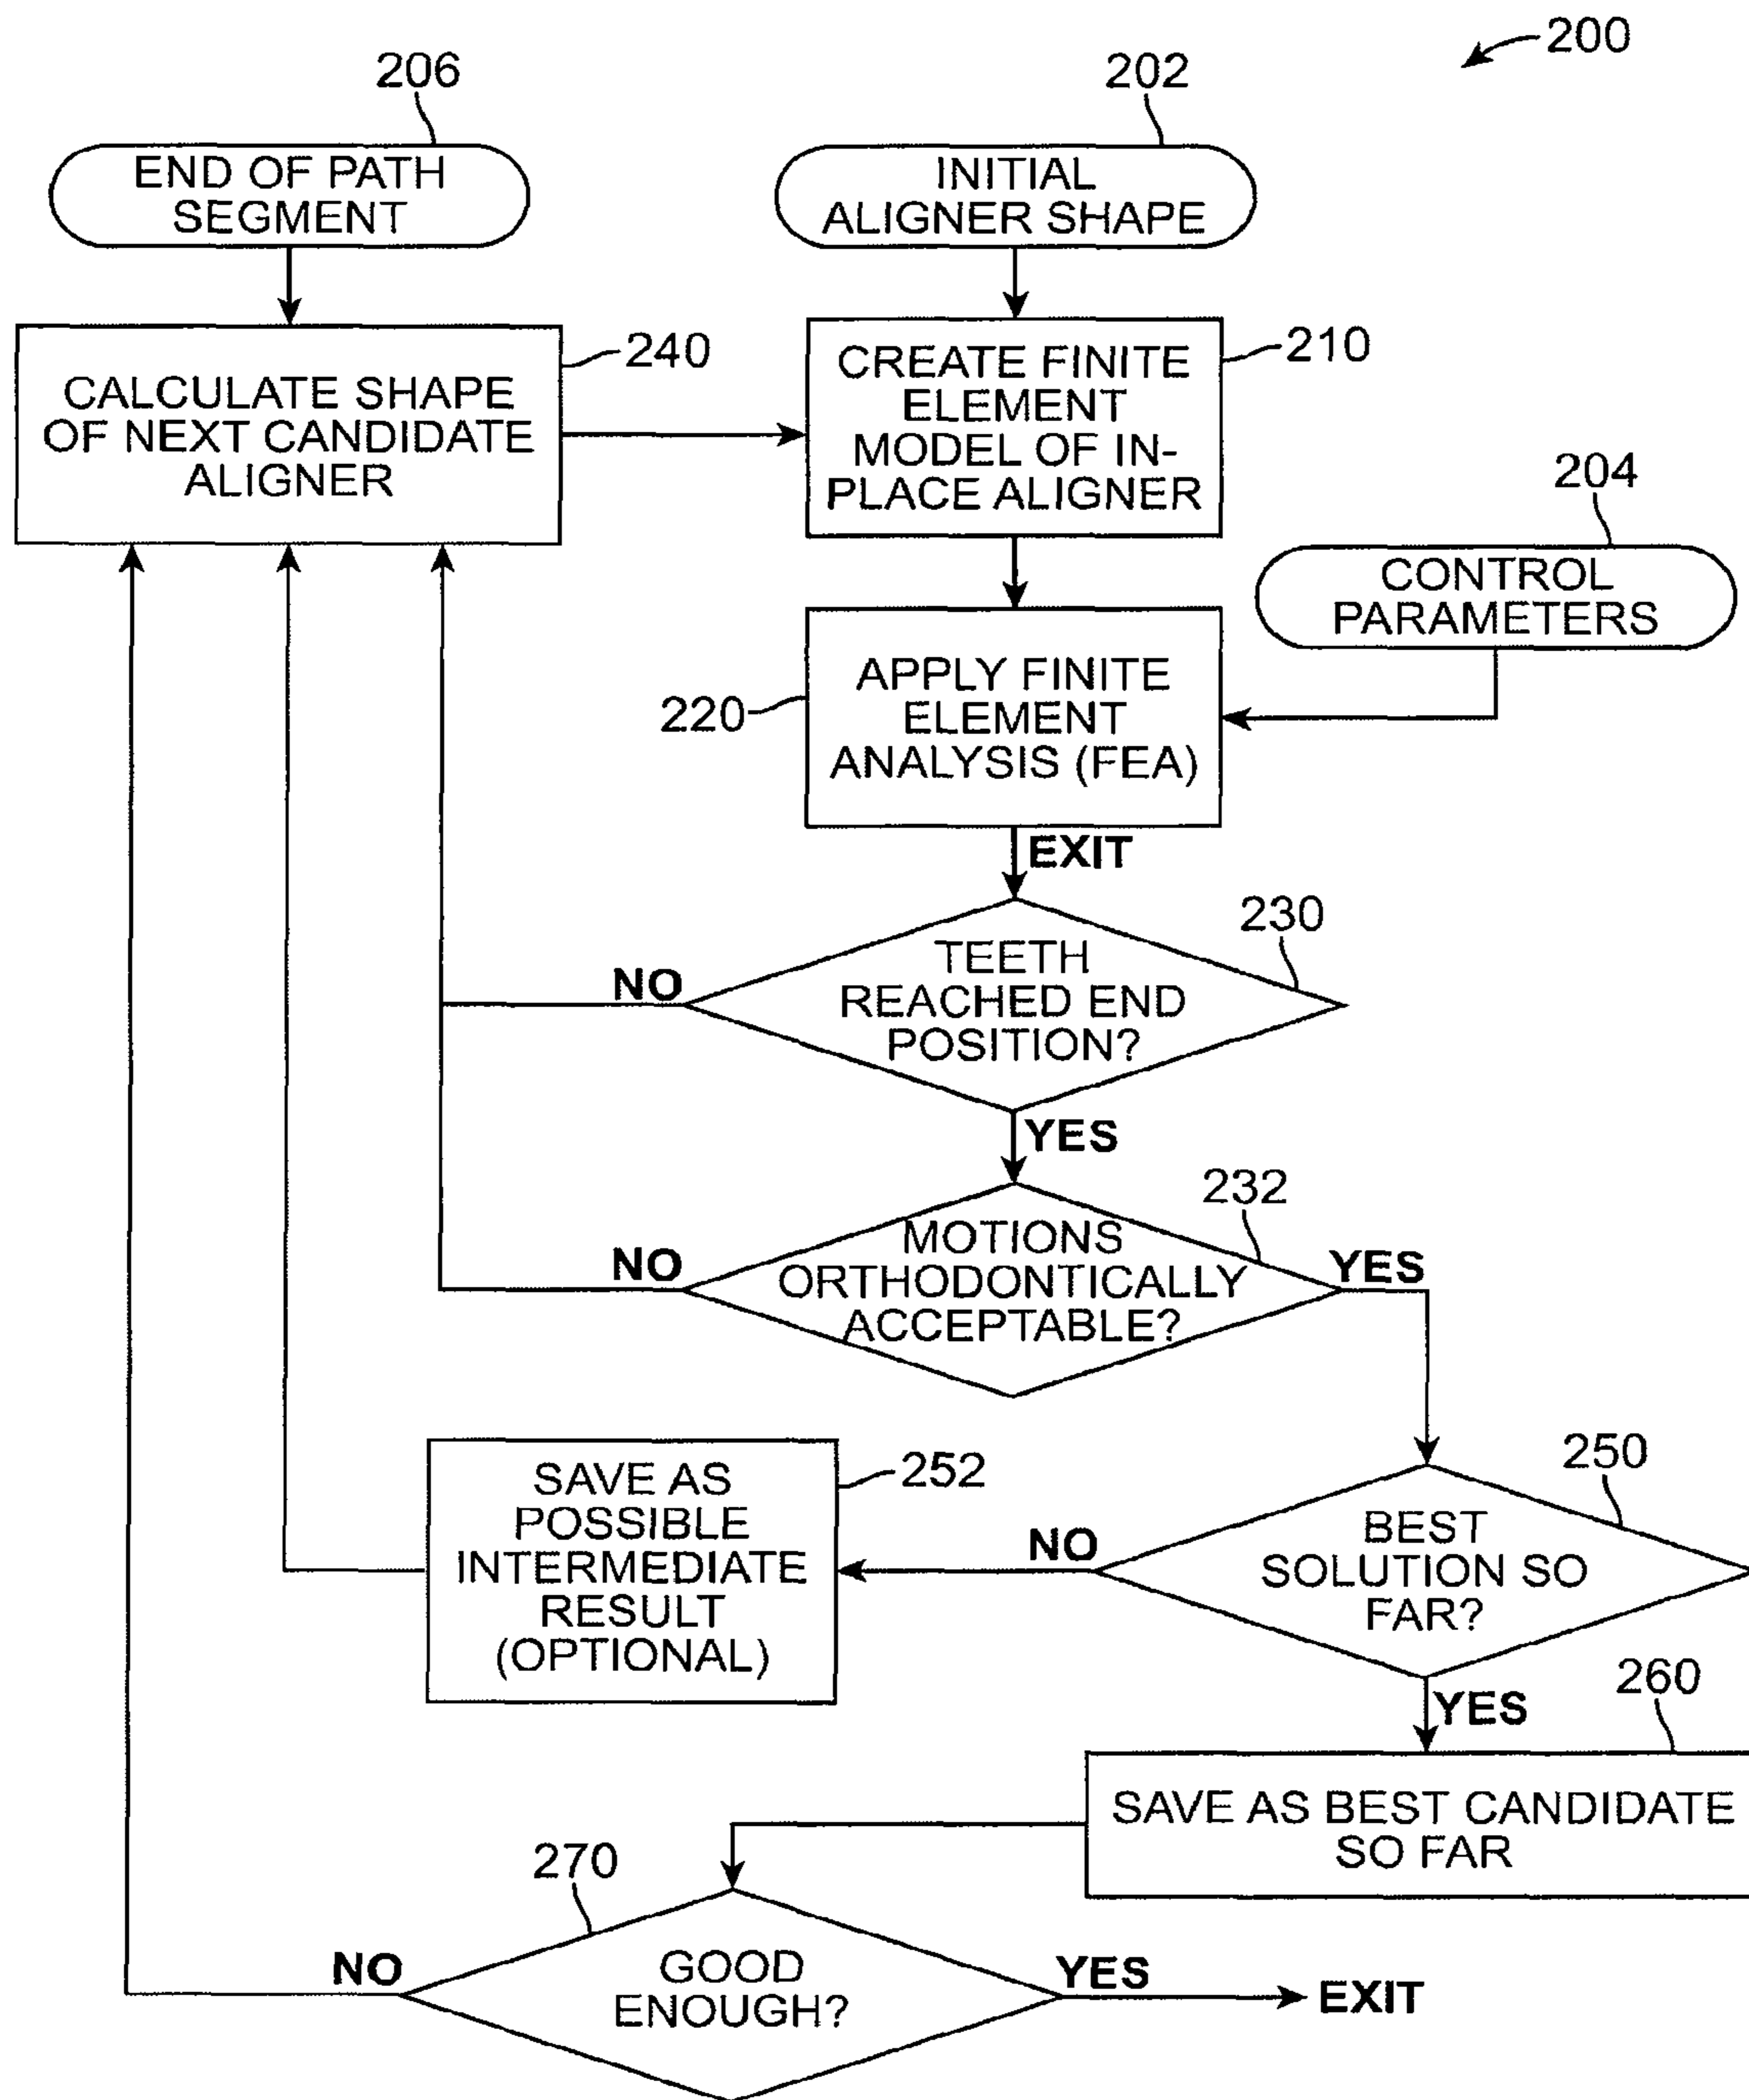 200
206
202
END OF PATH
SEGMENT
INITIAL
ALIGNER SHAPE
240
CALCULATE SHAPE
OF NEXT CANDIDATE
ALIGNER
210
CREATE FINITE
ELEMENT
MODEL OF IN-
PLACE ALIGNER
204
CONTROL
PARAMETERS
220
APPLY FINITE
ELEMENT
ANALYSIS (FEA)
EXIT
230
TEETH
REACHED END
POSITION?
NO
YES
232
MOTIONS
ORTHODONTICALLY
ACCEPTABLE?
NO
YES
252
SAVE AS
POSSIBLE
INTERMEDIATE
RESULT
(OPTIONAL)
250
BEST
SOLUTION SO
FAR?
NO
YES
260
SAVE AS BEST CANDIDATE
SO FAR
270
GOOD
ENOUGH?
NO
YES
EXIT